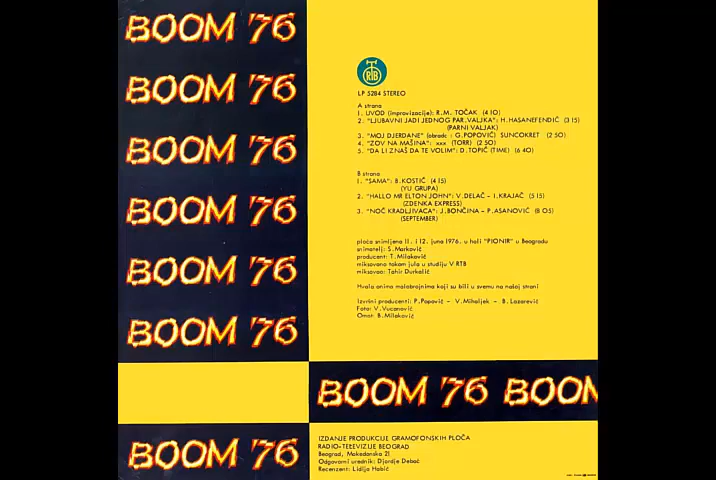 BOOM '76
BOOM '76
BOOM '76
BOOM '76
BOOM '76
BOOM '76
RTB
LP 5284 STEREO
A strana
1. UVOD (improvizacije): R.M. TOČAK (4 10)
2: "LJUBAVNI JADI JEDNOG PAR.VALJKA": H.HASANEFENDIĆ (3 15)
(PARNI VALJAK)
3. "MOJ DJERDANE" (obrada : G.POPOVIĆ) SUNCOKRET (2 50)
4. "ZOV NA MAŠINA": xxx (TORR) (2 50)
5. "DA LI ZNAŠ DA TE VOLIM": D.TOPIĆ (TIME) (6 40)
B strana
1. "SAMA": B.KOSTIĆ (4 15)
(YU GRUPA)
2. "HALLO MR ELTON JOHN": V.DELAČ - I.KRAJAČ (5 15)
(ZDENKA EXPRESS)
3. "NOĆ KRADLJIVACA": J.BONČINA - P.ASANOVIĆ (8 05)
(SEPTEMBER)
ploča snimljena 11. i 12. juna 1976. u hali "PIONIR" u Beogradu
snimatelj: S.Marković
producent: T.Milaković
miksovano tokom jula u studiju V RTB
miksovao: Tahir Durkalić
Hvala onima malobrojnima koji su bili u svemu na našoj strani
Izvršni producenti: P.Popović - V.Mihaljek - B.Lazarević
Foto: V.Vucanović
Omot: B.Milaković
BOOM '76 BOOM
BOOM '76
IZDANJE PRODUKCIJE GRAMOFONSKIH PLOČA
RADIO-TELEVIZIJE BEOGRAD
Beograd, Makedonska 21
Odgovorni urednik: Djordje Debač
Recenzent: Lidija Habić